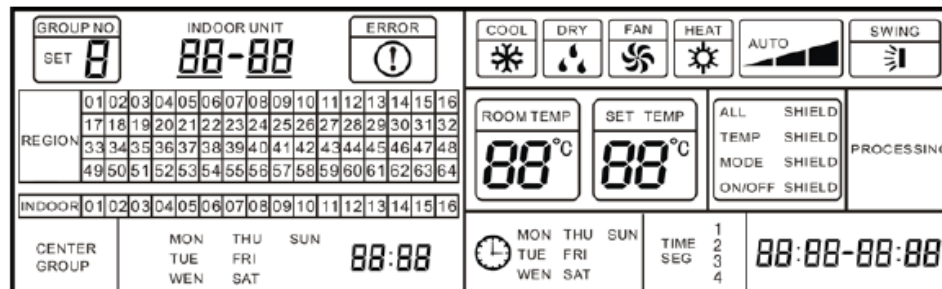 GROUP NO
SET 8
INDOOR UNIT
88-88
ERROR
!
COOL DRY FAN HEAT
AUTO
SWING
REGION
01 02 03 04 05 06 07 08 09 10 11 12 13 14 15 16
17 18 19 20 21 22 23 24 25 26 27 28 29 30 31 32
33 34 35 36 37 38 39 40 41 42 43 44 45 46 47 48
49 50 51 52 53 54 55 56 57 58 59 60 61 62 63 64
INDOOR 01 02 03 04 05 06 07 08 09 10 11 12 13 14 15 16
ROOM TEMP
88°C
SET TEMP
88°C
ALL SHIELD
TEMP SHIELD
MODE SHIELD
ON/OFF SHIELD
PROCESSING
CENTER
GROUP
MON THU SUN
TUE FRI
WEN SAT
88:88
MON THU SUN
TUE FRI
WEN SAT
TIME
SEG
1
2
3
4
88:88-88:88